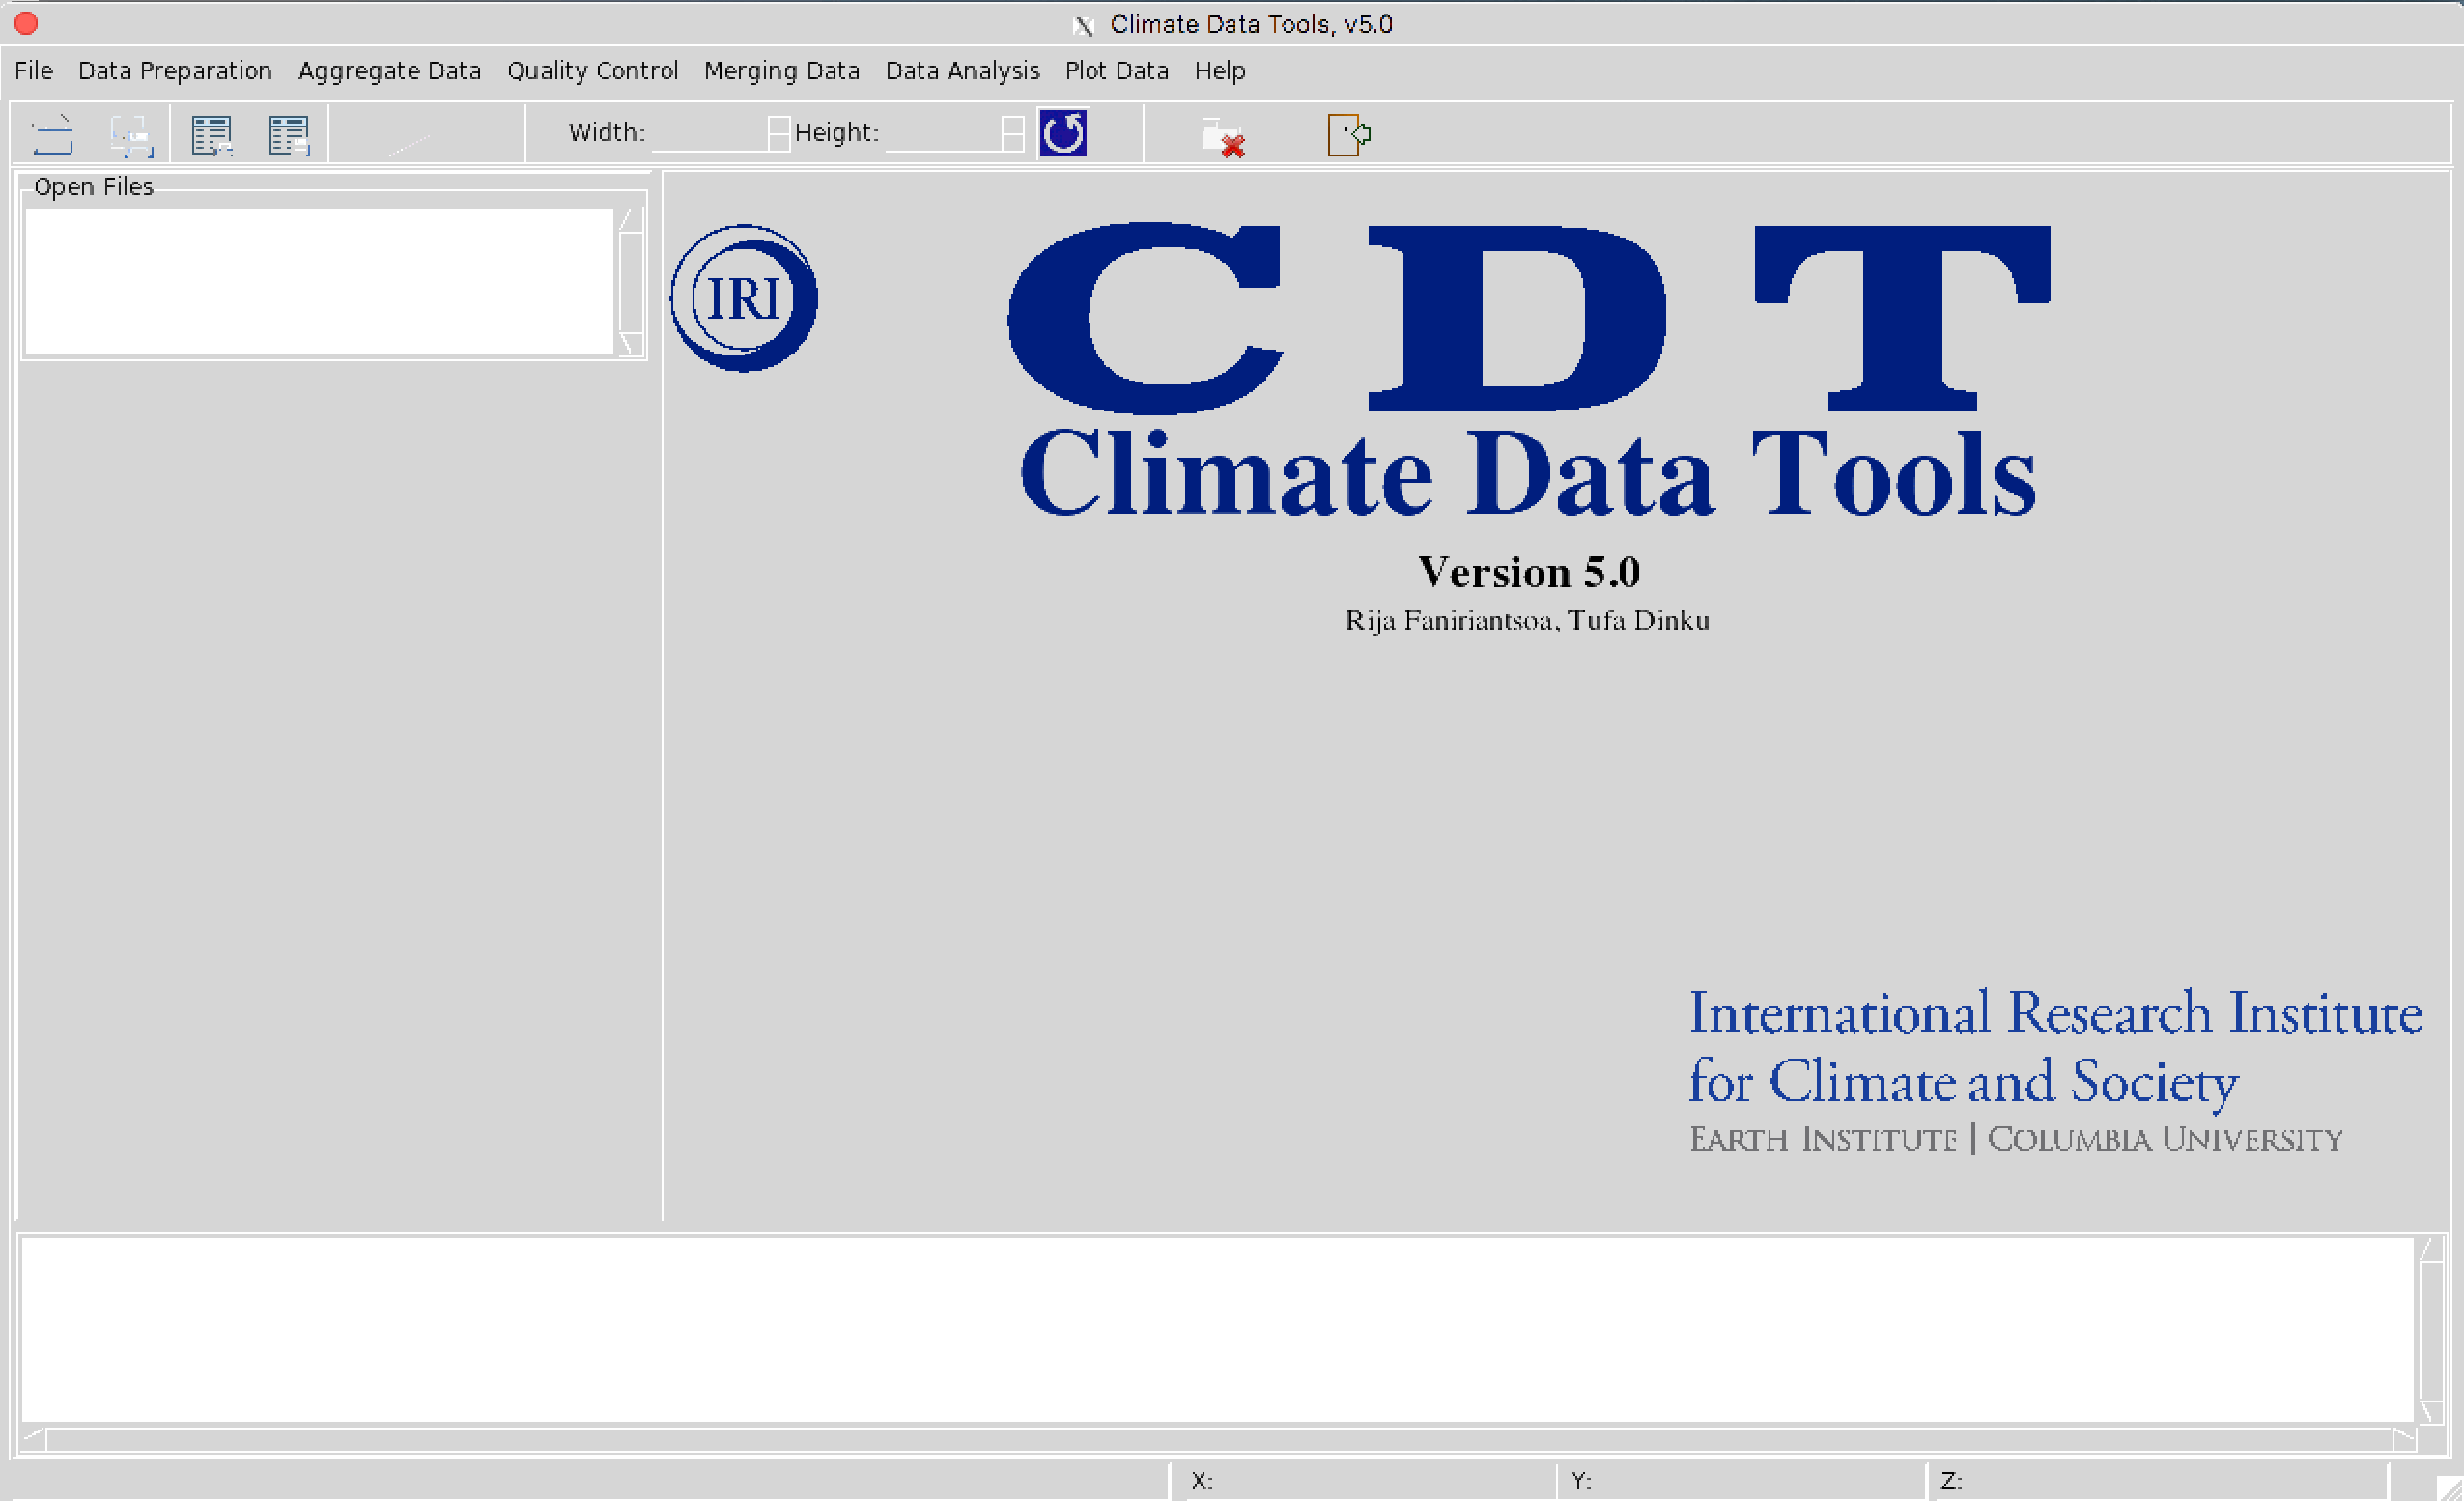 Climate Data Tools, v5.0
File Data Preparation Aggregate Data Quality Control Merging Data Data Analysis Plot Data Help
Width: Height:
Open Files
IRI
CDT
Climate Data Tools
Version 5.0
Rija Faniriantsoa, Tufa Dinku
International Research Institute
for Climate and Society
EARTH INSTITUTE | COLUMBIA UNIVERSITY
X: Y: Z: